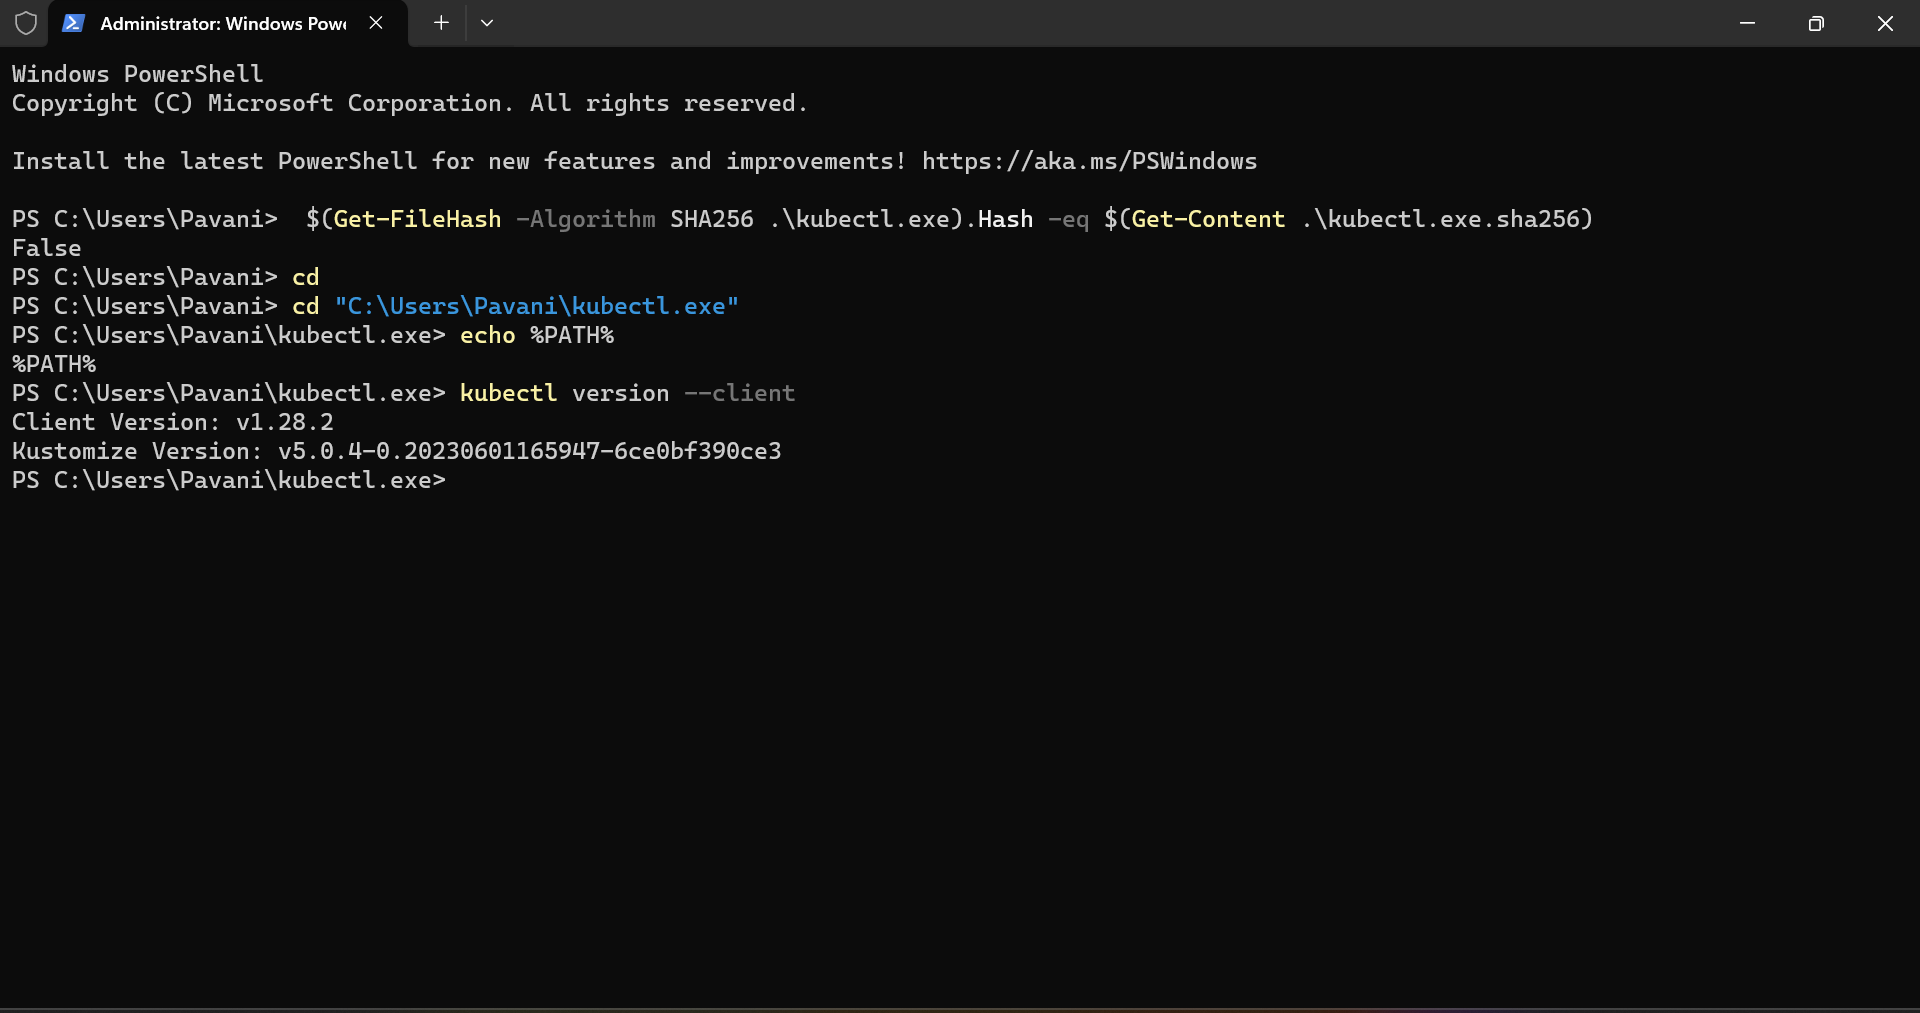 Administrator: Windows Pow
Windows PowerShell
Copyright (C) Microsoft Corporation. All rights reserved.
Install the latest PowerShell for new features and improvements! https://aka.ms/PSWindows
PS C:\Users\Pavani>  $(Get-FileHash -Algorithm SHA256 .\kubectl.exe).Hash -eq $(Get-Content .\kubectl.exe.sha256)
False
PS C:\Users\Pavani> cd
PS C:\Users\Pavani> cd "C:\Users\Pavani\kubectl.exe"
PS C:\Users\Pavani\kubectl.exe> echo %PATH%
%PATH%
PS C:\Users\Pavani\kubectl.exe> kubectl version --client
Client Version: v1.28.2
Kustomize Version: v5.0.4-0.20230601165947-6ce0bf390ce3
PS C:\Users\Pavani\kubectl.exe>